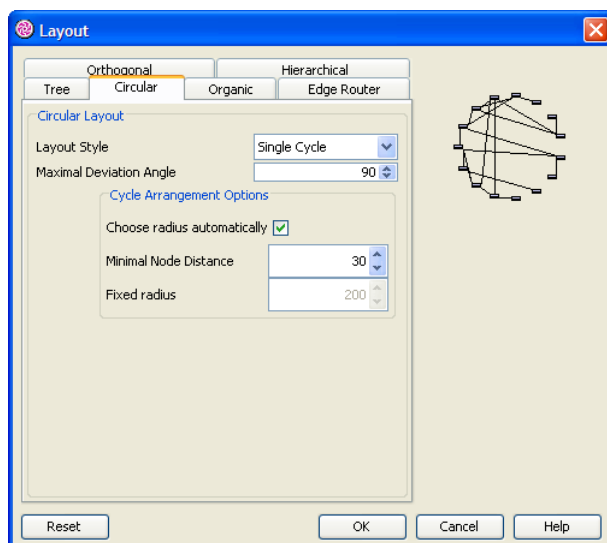 Layout
Orthogonal Hierarchical
Tree Circular Organic Edge Router
Circular Layout
Layout Style Single Cycle
Maximal Deviation Angle 90
Cycle Arrangement Options
Choose radius automatically
Minimal Node Distance 30
Fixed radius 200
Reset OK Cancel Help